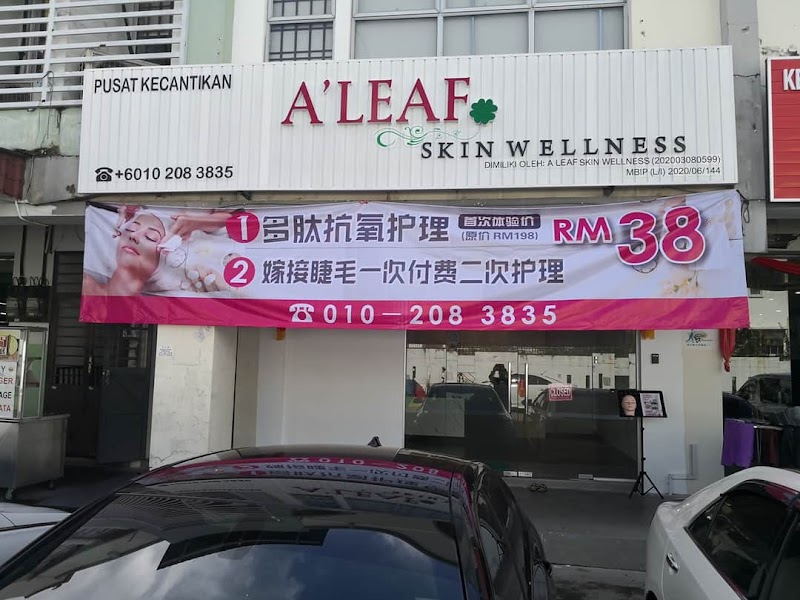 PUSAT KECANTIKAN
A'LEAF
SKIN WELLNESS
DIMILIKI OLEH: A LEAF SKIN WELLNESS (202003080599)
MBIP (L/I) 2020/06/144
☎+6010 208 3835
1 多肽抗氧护理 首次体验价 (原价 RM198) RM 38
2 嫁接睫毛一次付费二次护理
☎ 010-208 3835
CLOSED
KE